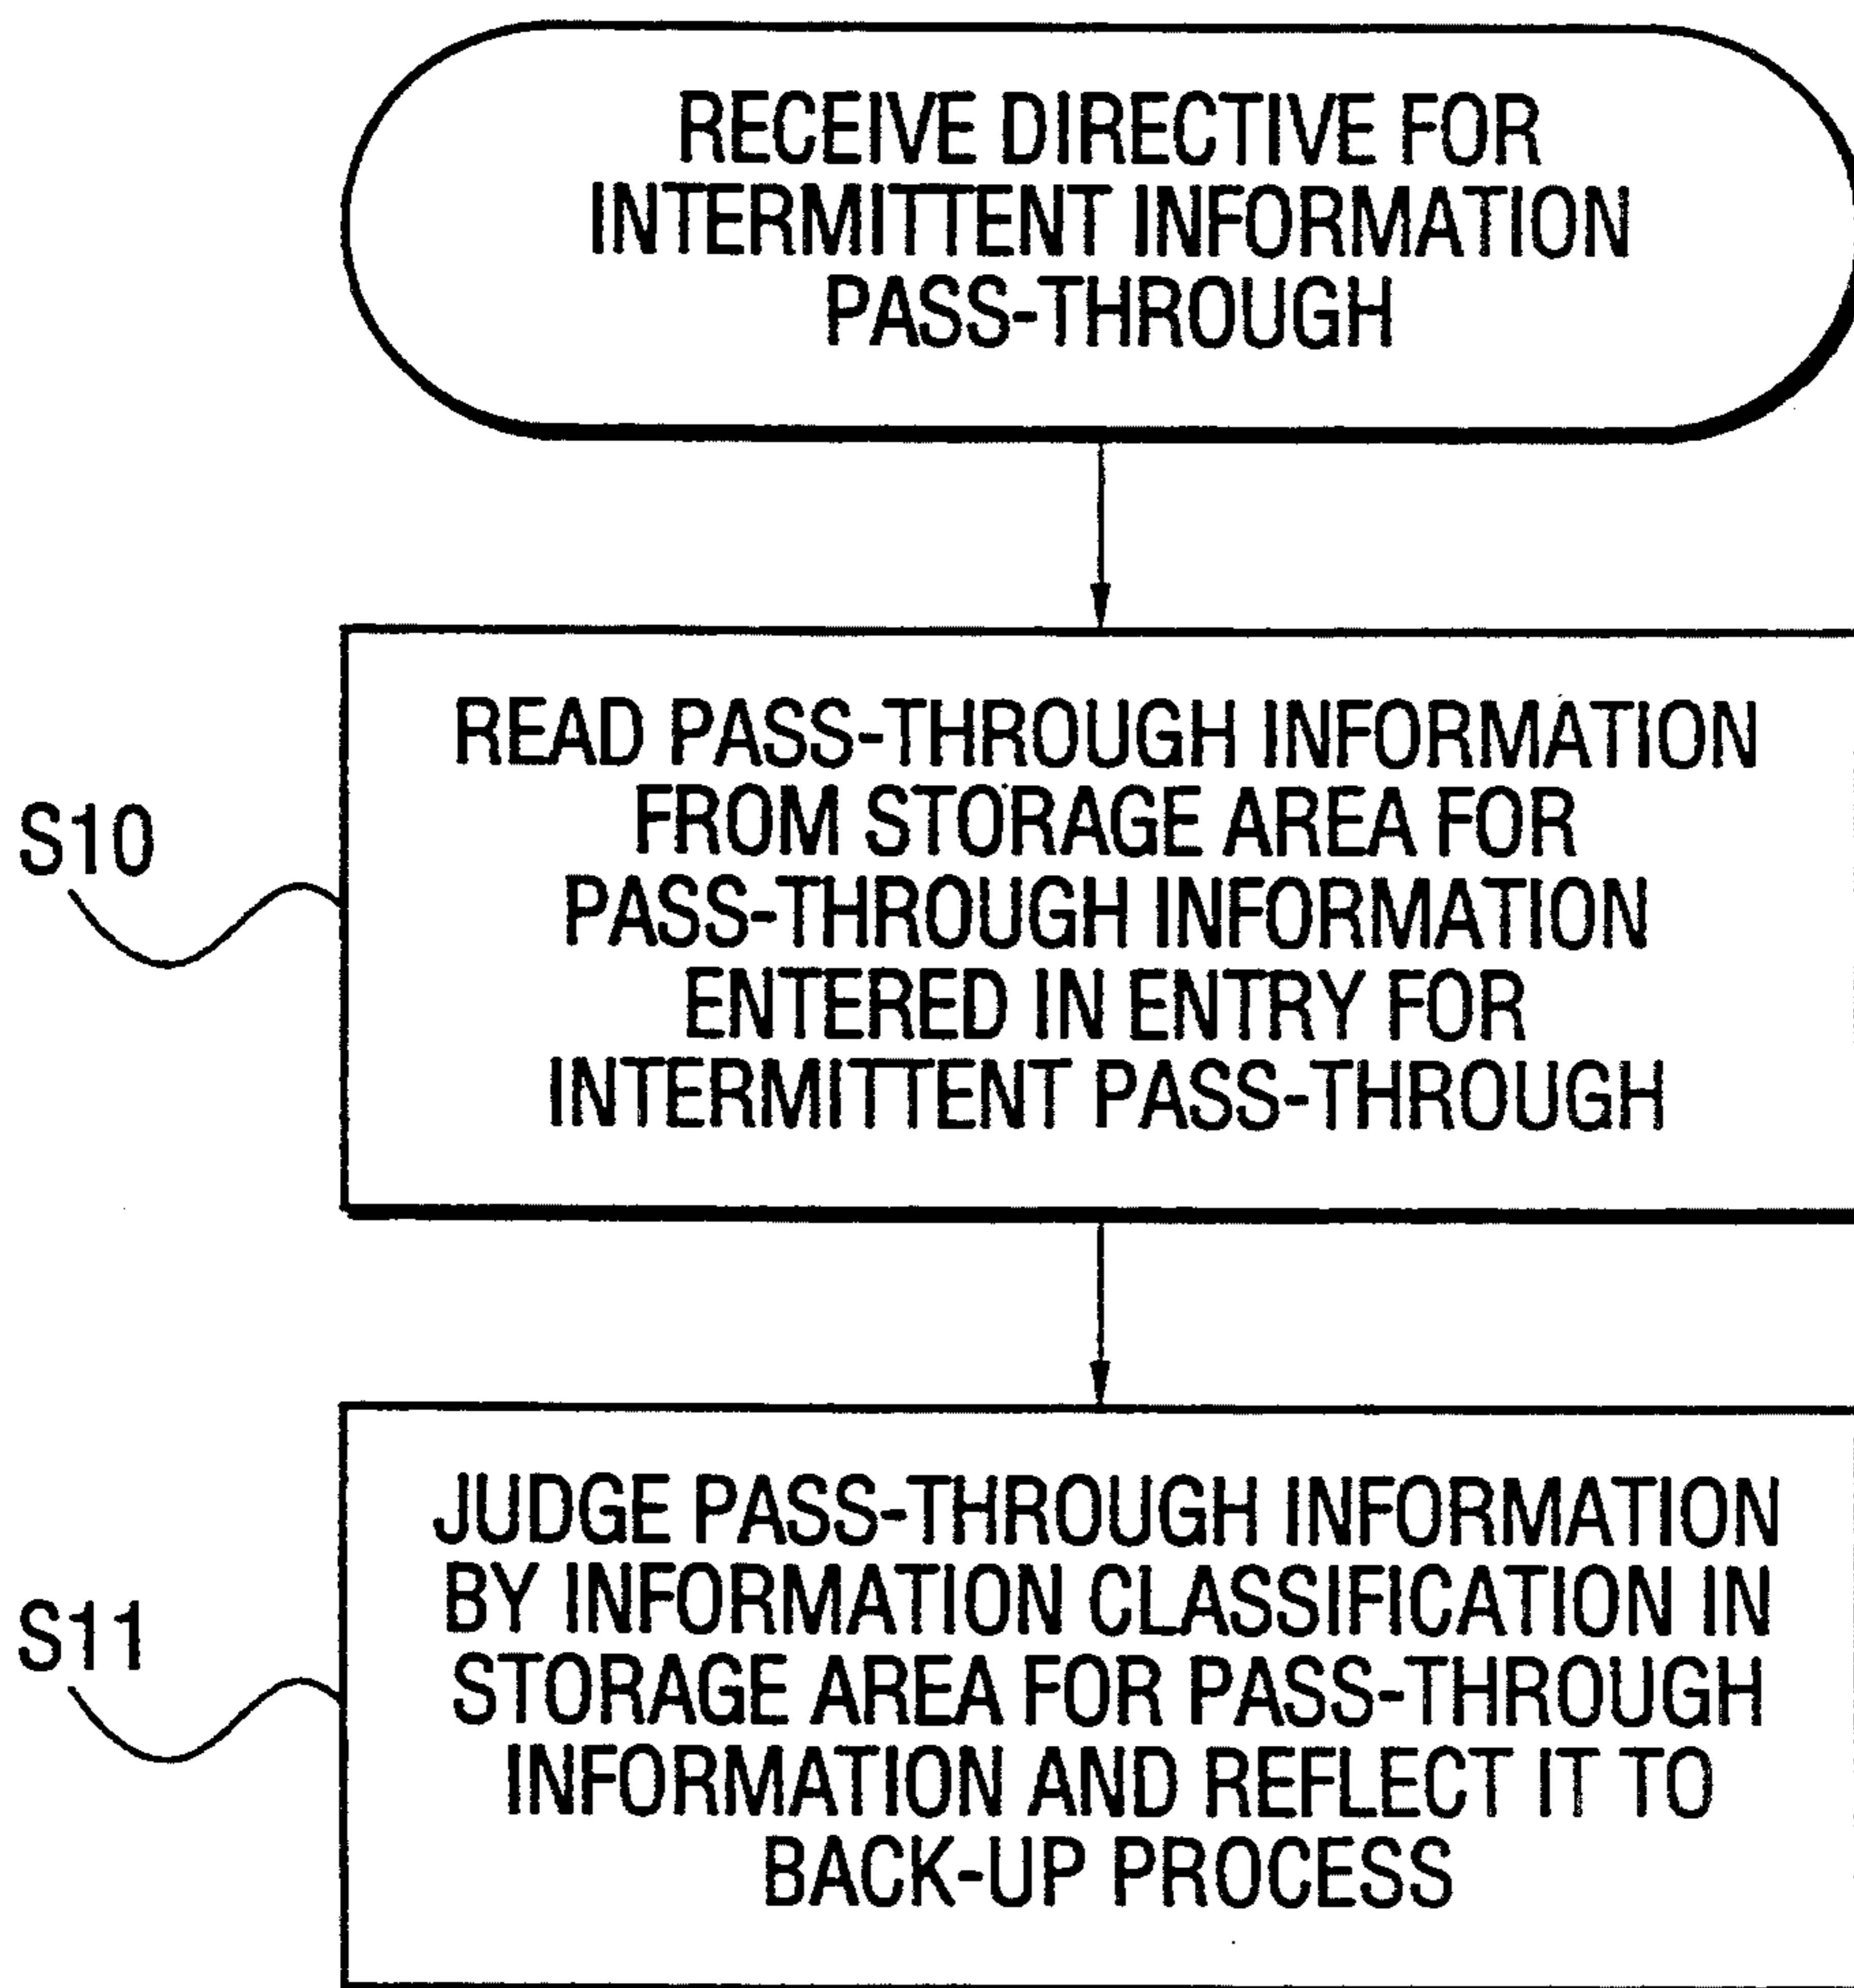 RECEIVE DIRECTIVE FOR
INTERMITTENT INFORMATION
PASS-THROUGH
READ PASS-THROUGH INFORMATION
FROM STORAGE AREA FOR
PASS-THROUGH INFORMATION
ENTERED IN ENTRY FOR
INTERMITTENT PASS-THROUGH
S10
JUDGE PASS-THROUGH INFORMATION
BY INFORMATION CLASSIFICATION IN
STORAGE AREA FOR PASS-THROUGH
INFORMATION AND REFLECT IT TO
BACK-UP PROCESS
S11